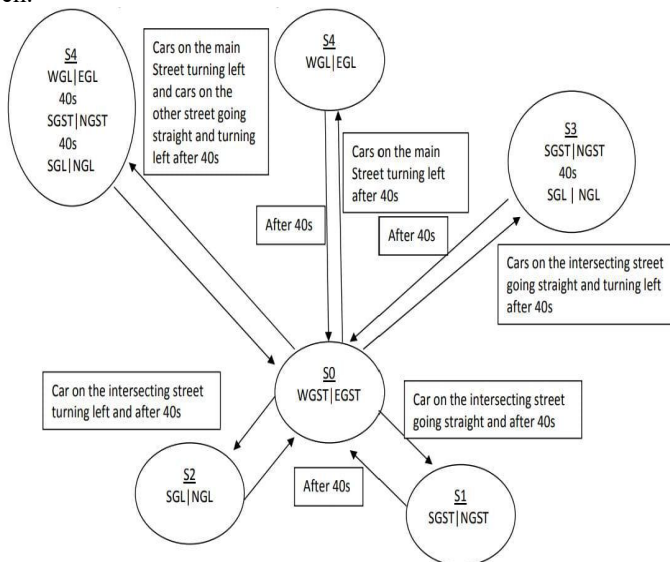 S4
WGL|EGL
40s
SGST|NGST
40s
SGL|NGL
Cars on the main
Street turning left
and cars on the
other street going
straight and turning
left after 40s
S4
WGL|EGL
Cars on the main
Street turning left
after 40s
After 40s
After 40s
S3
SGST|NGST
40s
SGL | NGL
Cars on the intersecting street
going straight and turning left
after 40s
S0
WGST|EGST
Car on the intersecting street
turning left and after 40s
Car on the intersecting street
going straight and after 40s
S2
SGL|NGL
After 40s
S1
SGST|NGST